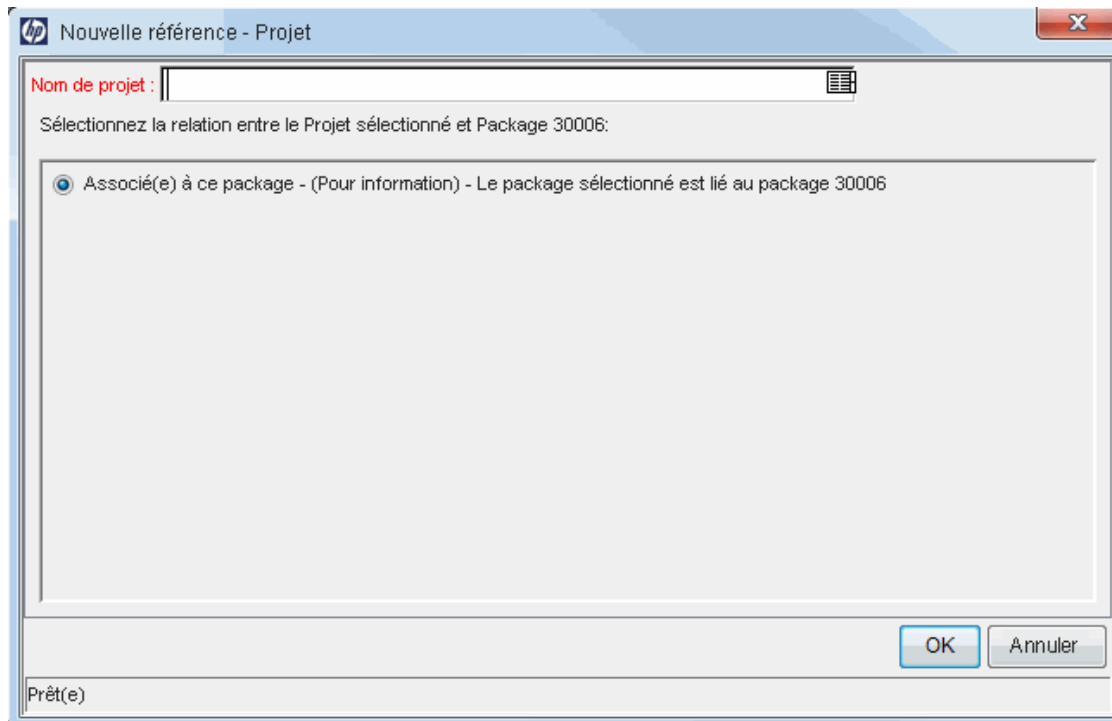 hp
Nouvelle référence - Projet
Nom de projet :
Sélectionnez la relation entre le Projet sélectionné et Package 30006:
Associé(e) à ce package - (Pour information) - Le package sélectionné est lié au package 30006
OK
Annuler
Prêt(e)